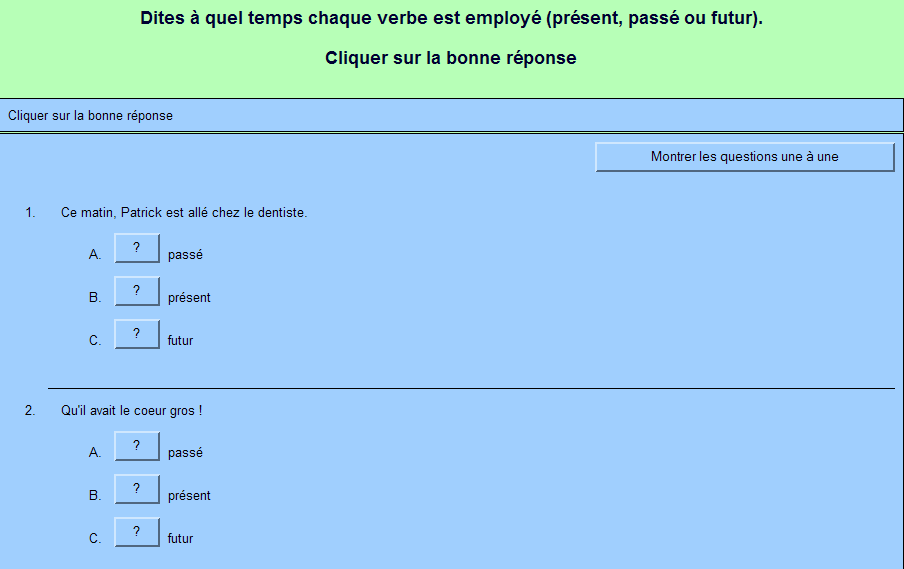 Dites à quel temps chaque verbe est employé (présent, passé ou futur).
Cliquer sur la bonne réponse
Cliquer sur la bonne réponse
Montrer les questions une à une
1. Ce matin, Patrick est allé chez le dentiste.
A. ? passé
B. ? présent
C. ? futur
2. Qu'il avait le coeur gros !
A. ? passé
B. ? présent
C. ? futur